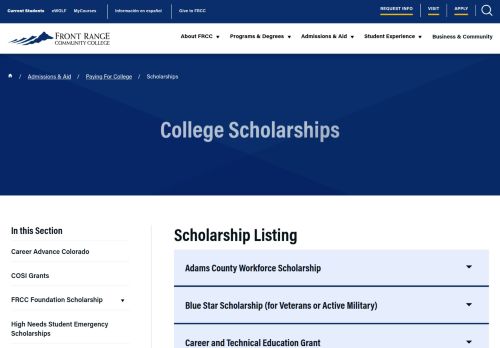 Current Students eWOLF MyCourses Información en español Give to FRCC REQUEST INFO VISIT APPLY
FRONT RANGE
COMMUNITY COLLEGE
About FRCC Programs & Degrees Admissions & Aid Student Experience Business & Community
/ Admissions & Aid / Paying For College / Scholarships
College Scholarships
In this Section
Career Advance Colorado
COSI Grants
FRCC Foundation Scholarship
High Needs Student Emergency
Scholarships
Scholarship Listing
Adams County Workforce Scholarship
Blue Star Scholarship (for Veterans or Active Military)
Career and Technical Education Grant